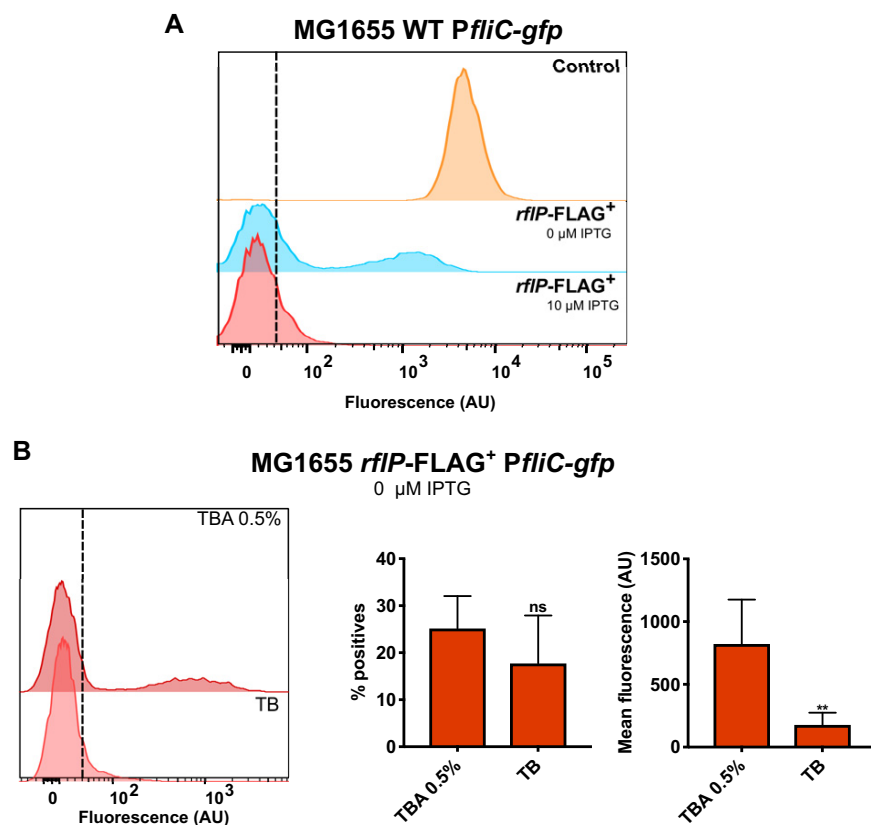 A
MG1655 WT PfliC-gfp
Control
rflP-FLAG+
0 µM IPTG
rflP-FLAG+
10 µM IPTG
0 10² 10³ 10⁴ 10⁵
Fluorescence (AU)
B
MG1655 rflP-FLAG+ PfliC-gfp
0 µM IPTG
TBA 0.5%
TB
0 10² 10³
Fluorescence (AU)
% positives
40
30
20
10
0
ns
TBA 0.5%
TB
Mean fluorescence (AU)
1500
1000
500
0
**
TBA 0.5%
TB